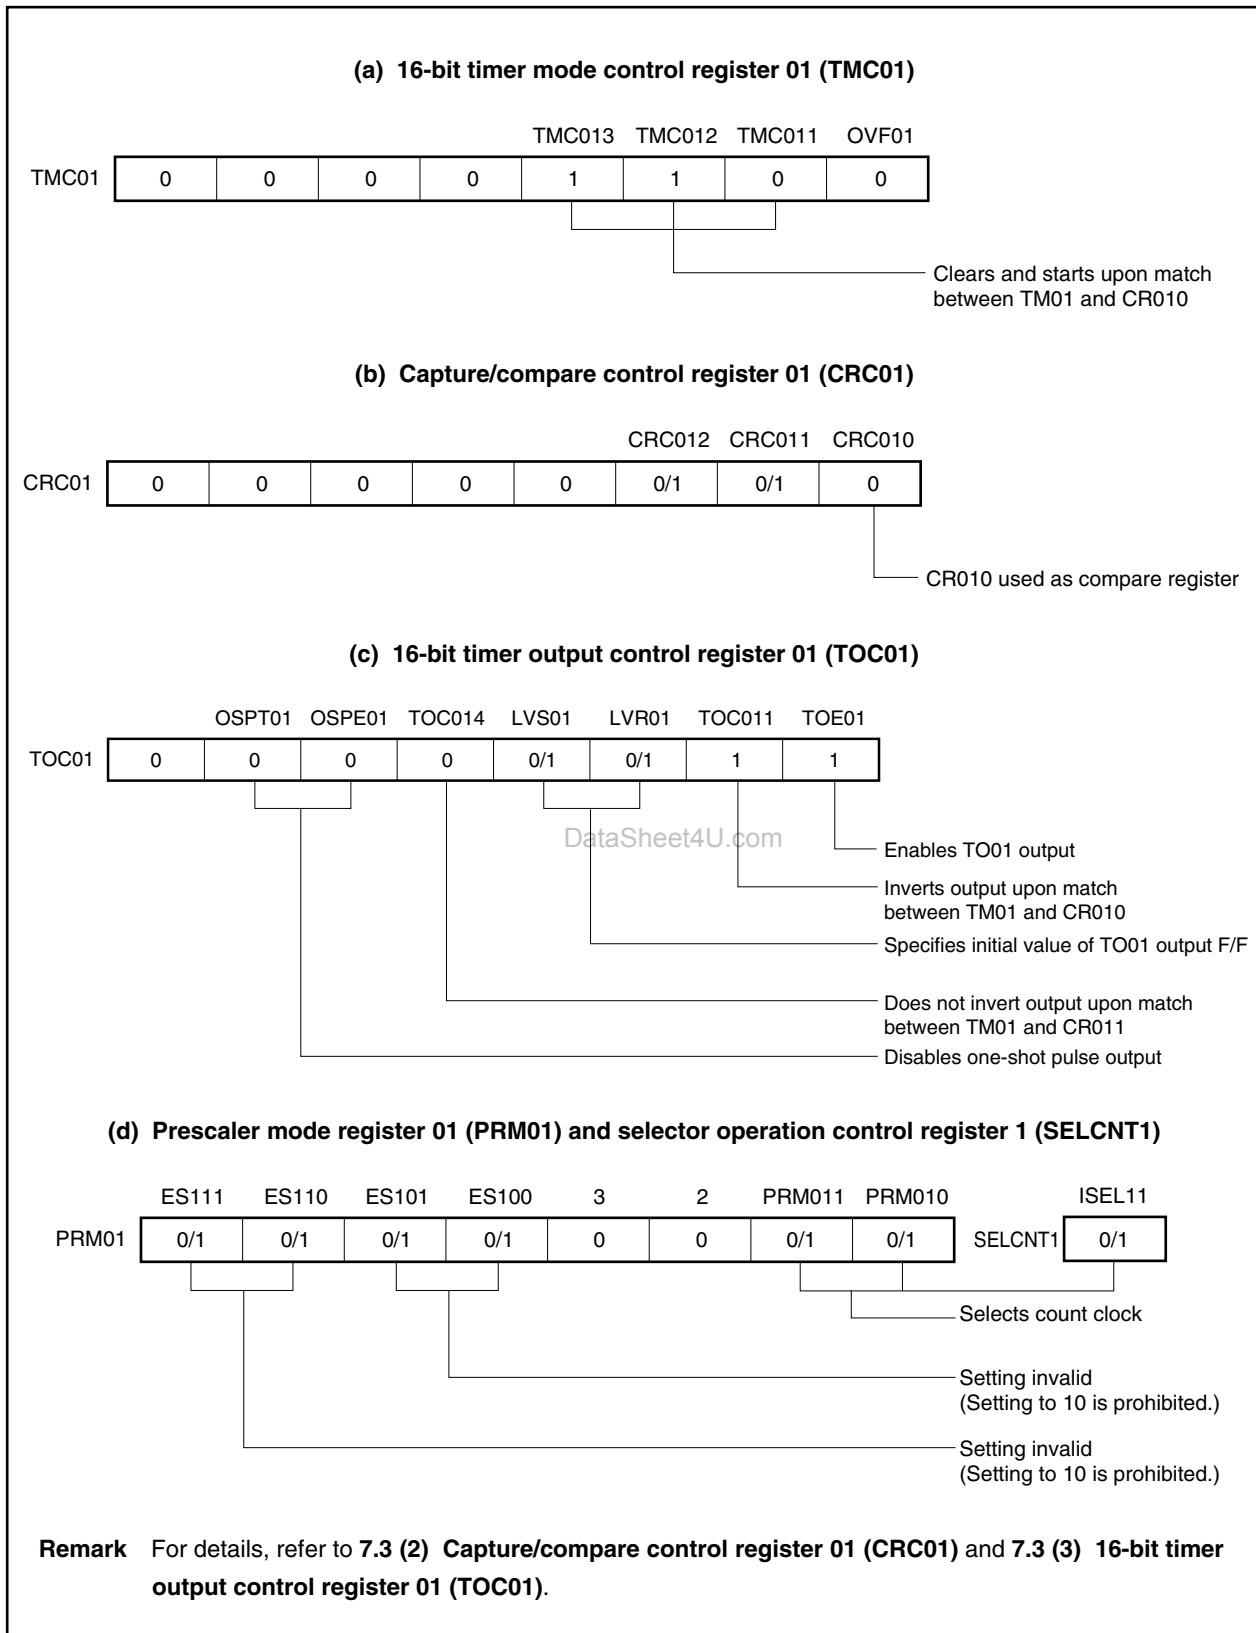 (a) 16-bit timer mode control register 01 (TMC01)
TMC013 TMC012 TMC011 OVF01
TMC01 0 0 0 0 1 1 0 0
Clears and starts upon match
between TM01 and CR010
(b) Capture/compare control register 01 (CRC01)
CRC012 CRC011 CRC010
CRC01 0 0 0 0 0 0/1 0/1 0
CR010 used as compare register
(c) 16-bit timer output control register 01 (TOC01)
OSPT01 OSPE01 TOC014 LVS01 LVR01 TOC011 TOE01
TOC01 0 0 0 0 0/1 0/1 1 1
DataSheet4U.com
Enables TO01 output
Inverts output upon match
between TM01 and CR010
Specifies initial value of TO01 output F/F
Does not invert output upon match
between TM01 and CR011
Disables one-shot pulse output
(d) Prescaler mode register 01 (PRM01) and selector operation control register 1 (SELCNT1)
ES111 ES110 ES101 ES100 3 2 PRM011 PRM010 ISEL11
PRM01 0/1 0/1 0/1 0/1 0 0 0/1 0/1 SELCNT1 0/1
Selects count clock
Setting invalid
(Setting to 10 is prohibited.)
Setting invalid
(Setting to 10 is prohibited.)
Remark For details, refer to 7.3 (2) Capture/compare control register 01 (CRC01) and 7.3 (3) 16-bit timer
output control register 01 (TOC01).